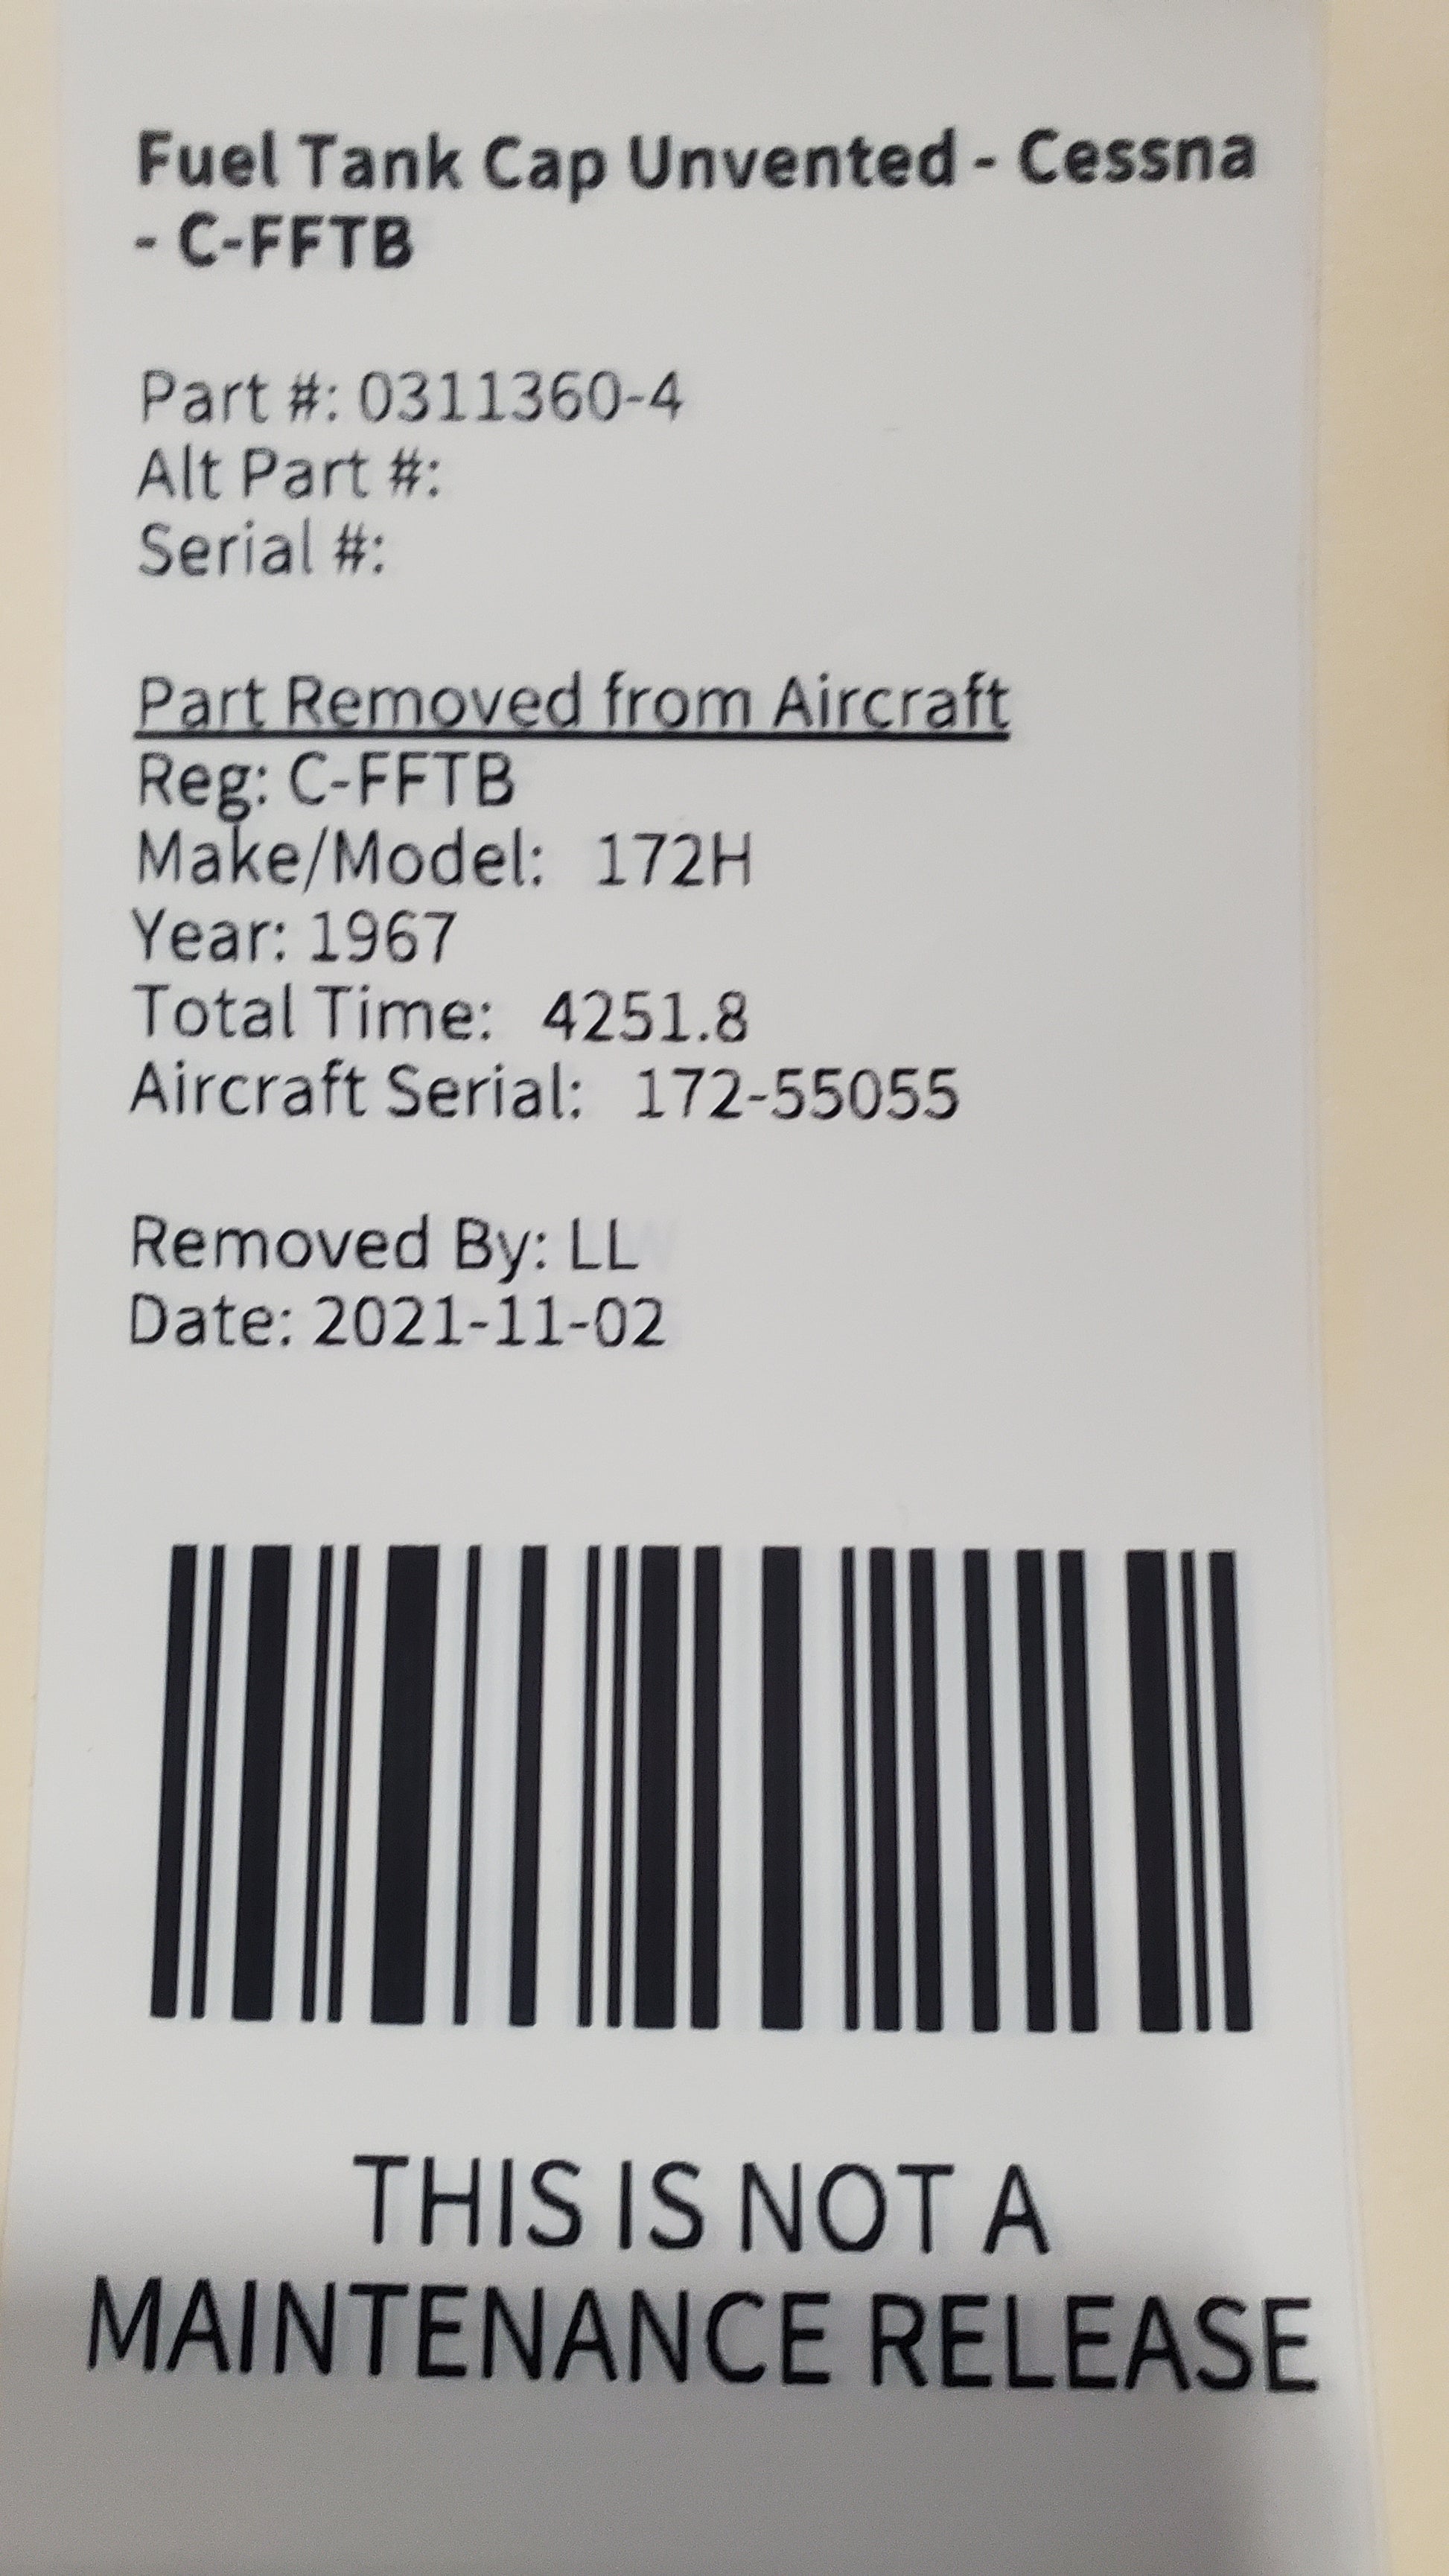 Fuel Tank Cap Unvented - Cessna
- C-FFTB
Part #: 0311360-4
Alt Part #:
Serial #:
Part Removed from Aircraft
Reg: C-FFTB
Make/Model: 172H
Year: 1967
Total Time: 4251.8
Aircraft Serial: 172-55055
Removed By: LL
Date: 2021-11-02
THIS IS NOT A
MAINTENANCE RELEASE